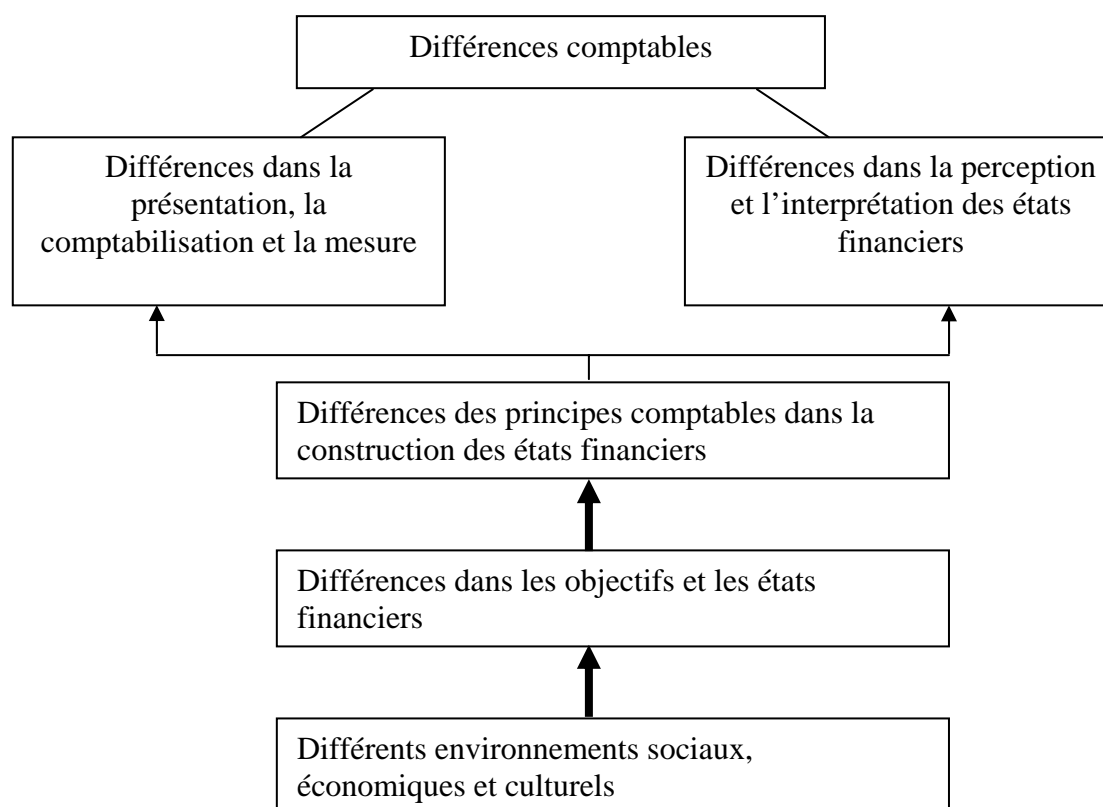 Différences comptables
Différences dans la
présentation, la
comptabilisation et la mesure
Différences dans la perception
et l'interprétation des états
financiers
Différences des principes comptables dans la
construction des états financiers
Différences dans les objectifs et les états
financiers
Différents environnements sociaux,
économiques et culturels